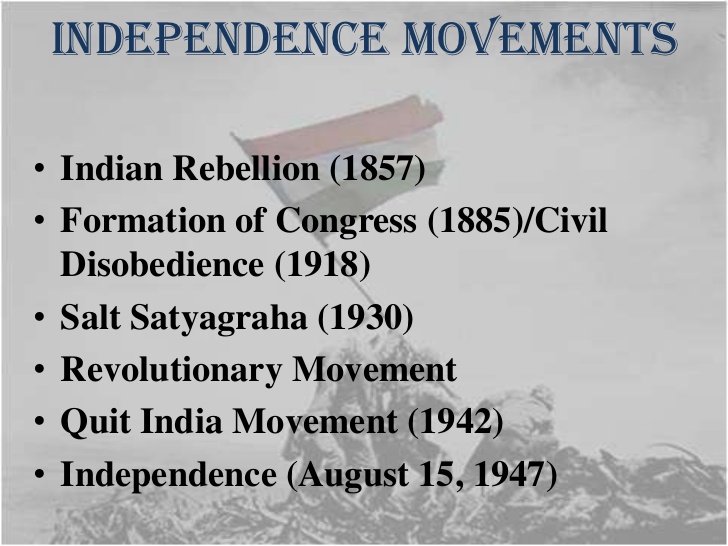 INDEPENDENCE MOVEMENTS
• Indian Rebellion (1857)
• Formation of Congress (1885)/Civil
Disobedience (1918)
• Salt Satyagraha (1930)
• Revolutionary Movement
• Quit India Movement (1942)
• Independence (August 15, 1947)